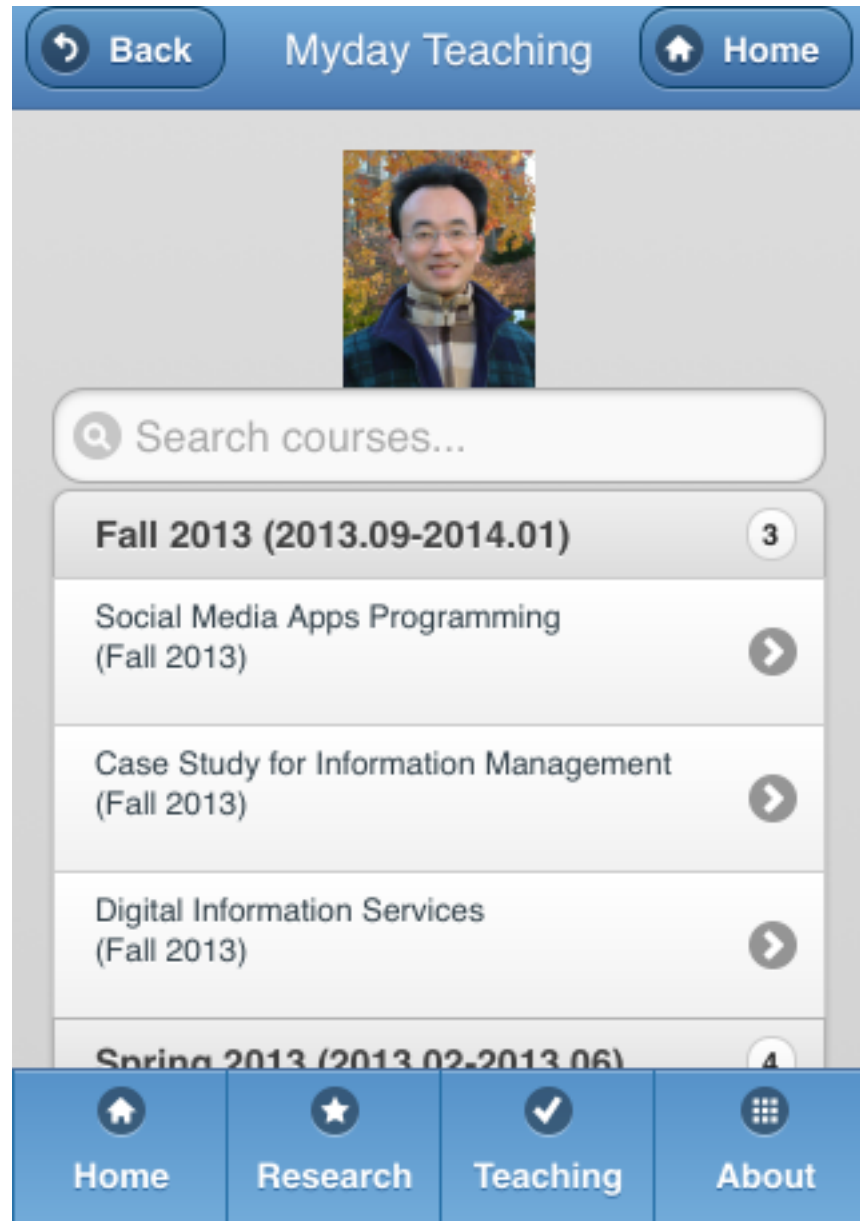 Back
Myday Teaching
Home
Search courses...
Fall 2013 (2013.09-2014.01)
3
Social Media Apps Programming
(Fall 2013)
Case Study for Information Management
(Fall 2013)
Digital Information Services
(Fall 2013)
Spring 2013 (2013.02-2013.06)
4
Home
Research
Teaching
About